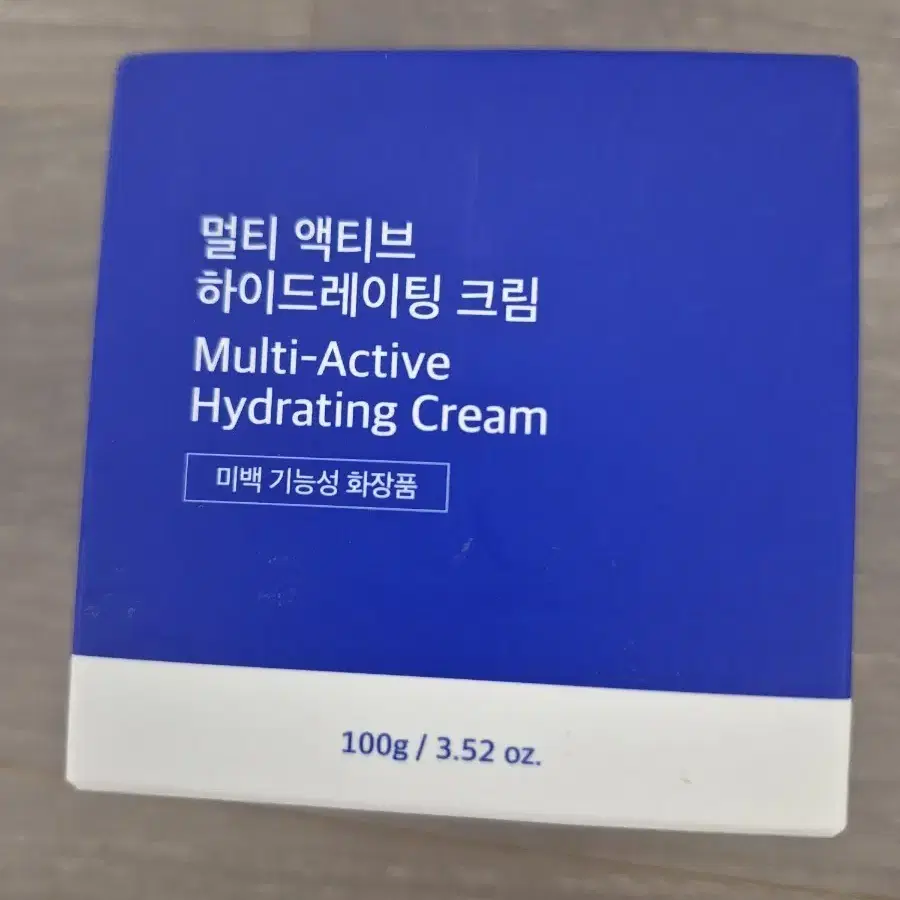 멀티 액티브
하이드레이팅 크림
Multi-Active
Hydrating Cream
미백 기능성 화장품
100g / 3.52 oz.